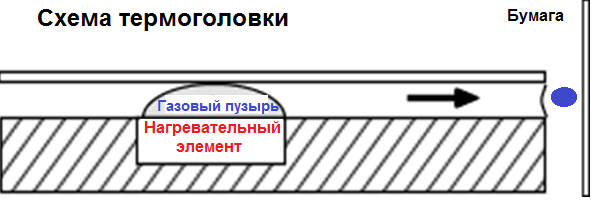 Схема термоголовки
Бумага
Газовый пузырь
Нагревательный
элемент